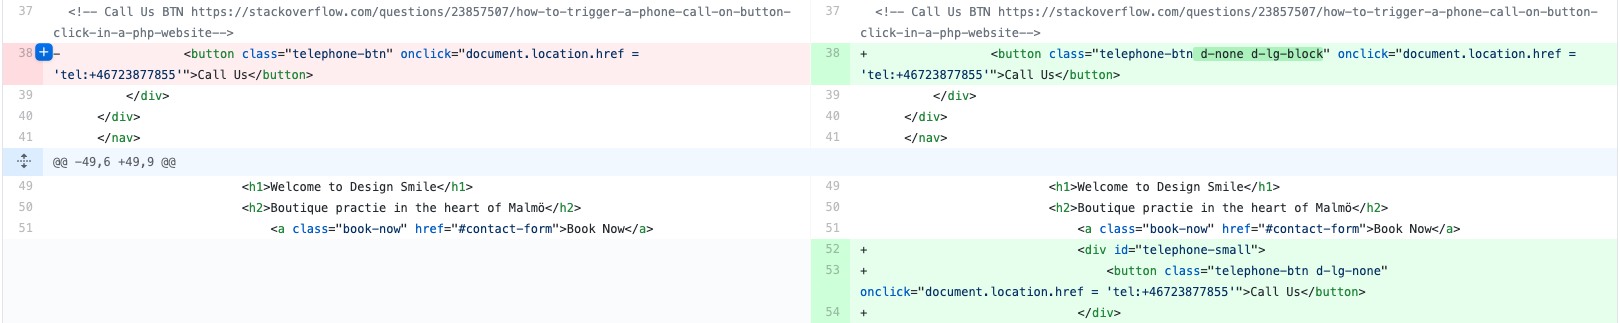 37 <!-- Call Us BTN https://stackoverflow.com/questions/23857507/how-to-trigger-a-phone-call-on-button-
click-in-a-php-website-->
38 + - <button class="telephone-btn" onclick="document.location.href =
'tel:+46723877855'">Call Us</button>
39 </div>
40 </div>
41 </nav>
@@ -49,6 +49,9 @@
49 <h1>Welcome to Design Smile</h1>
50 <h2>Boutique practie in the heart of Malmö</h2>
51 <a class="book-now" href="#contact-form">Book Now</a>
37 <!-- Call Us BTN https://stackoverflow.com/questions/23857507/how-to-trigger-a-phone-call-on-button-
click-in-a-php-website-->
38 + <button class="telephone-btn d-none d-lg-block" onclick="document.location.href =
'tel:+46723877855'">Call Us</button>
39 </div>
40 </div>
41 </nav>
49 <h1>Welcome to Design Smile</h1>
50 <h2>Boutique practie in the heart of Malmö</h2>
51 <a class="book-now" href="#contact-form">Book Now</a>
52 + <div id="telephone-small">
53 + <button class="telephone-btn d-lg-none"
onclick="document.location.href = 'tel:+46723877855'">Call Us</button>
54 + </div>